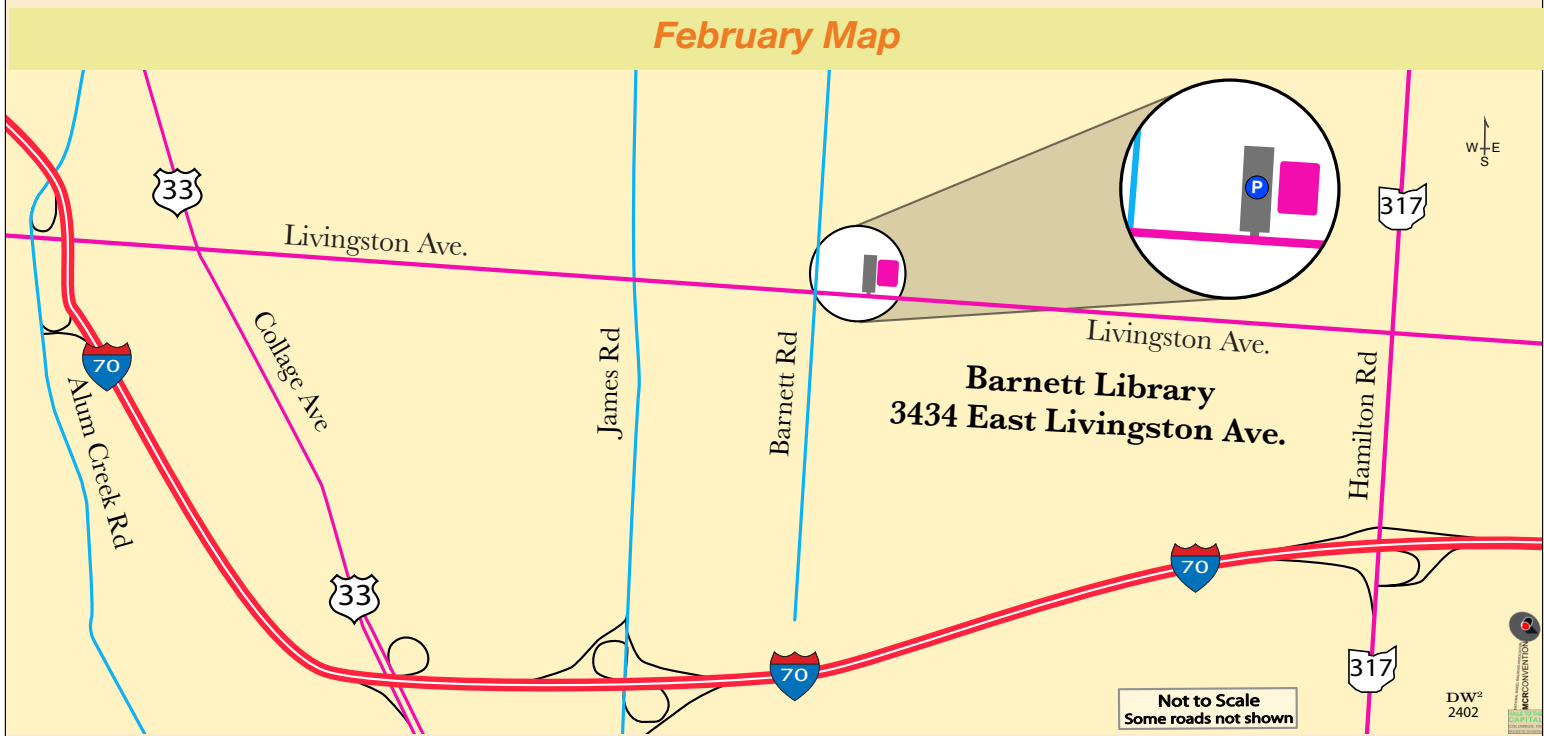 February Map
33
317
W E
S
P
Livingston Ave.
Livingston Ave.
Collage Ave
James Rd
Barnett Rd
Hamilton Rd
70
Alum Creek Rd
Barnett Library
3434 East Livingston Ave.
33
70
70
317
Not to Scale
Some roads not shown
DW²
2402
MCRCONVENTION
CAPITAL